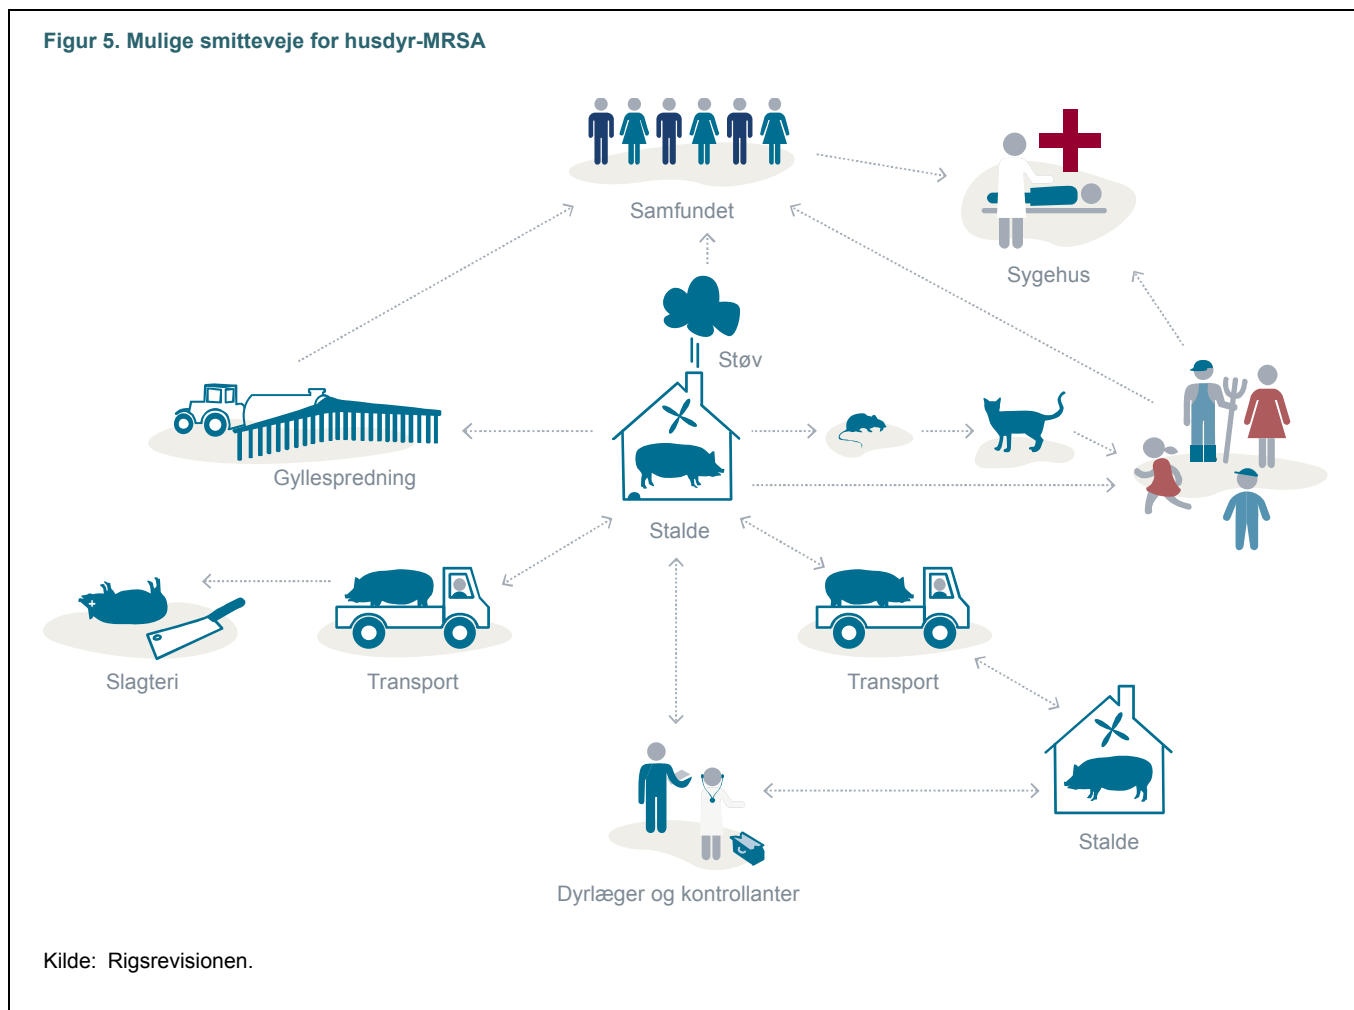 Figur 5. Mulige smitteveje for husdyr-MRSA
Samfundet
Sygehus
Støv
Gyllespredning
Stalde
Slagteri
Transport
Transport
Stalde
Dyrlæger og kontrollanter
Kilde: Rigsrevisionen.